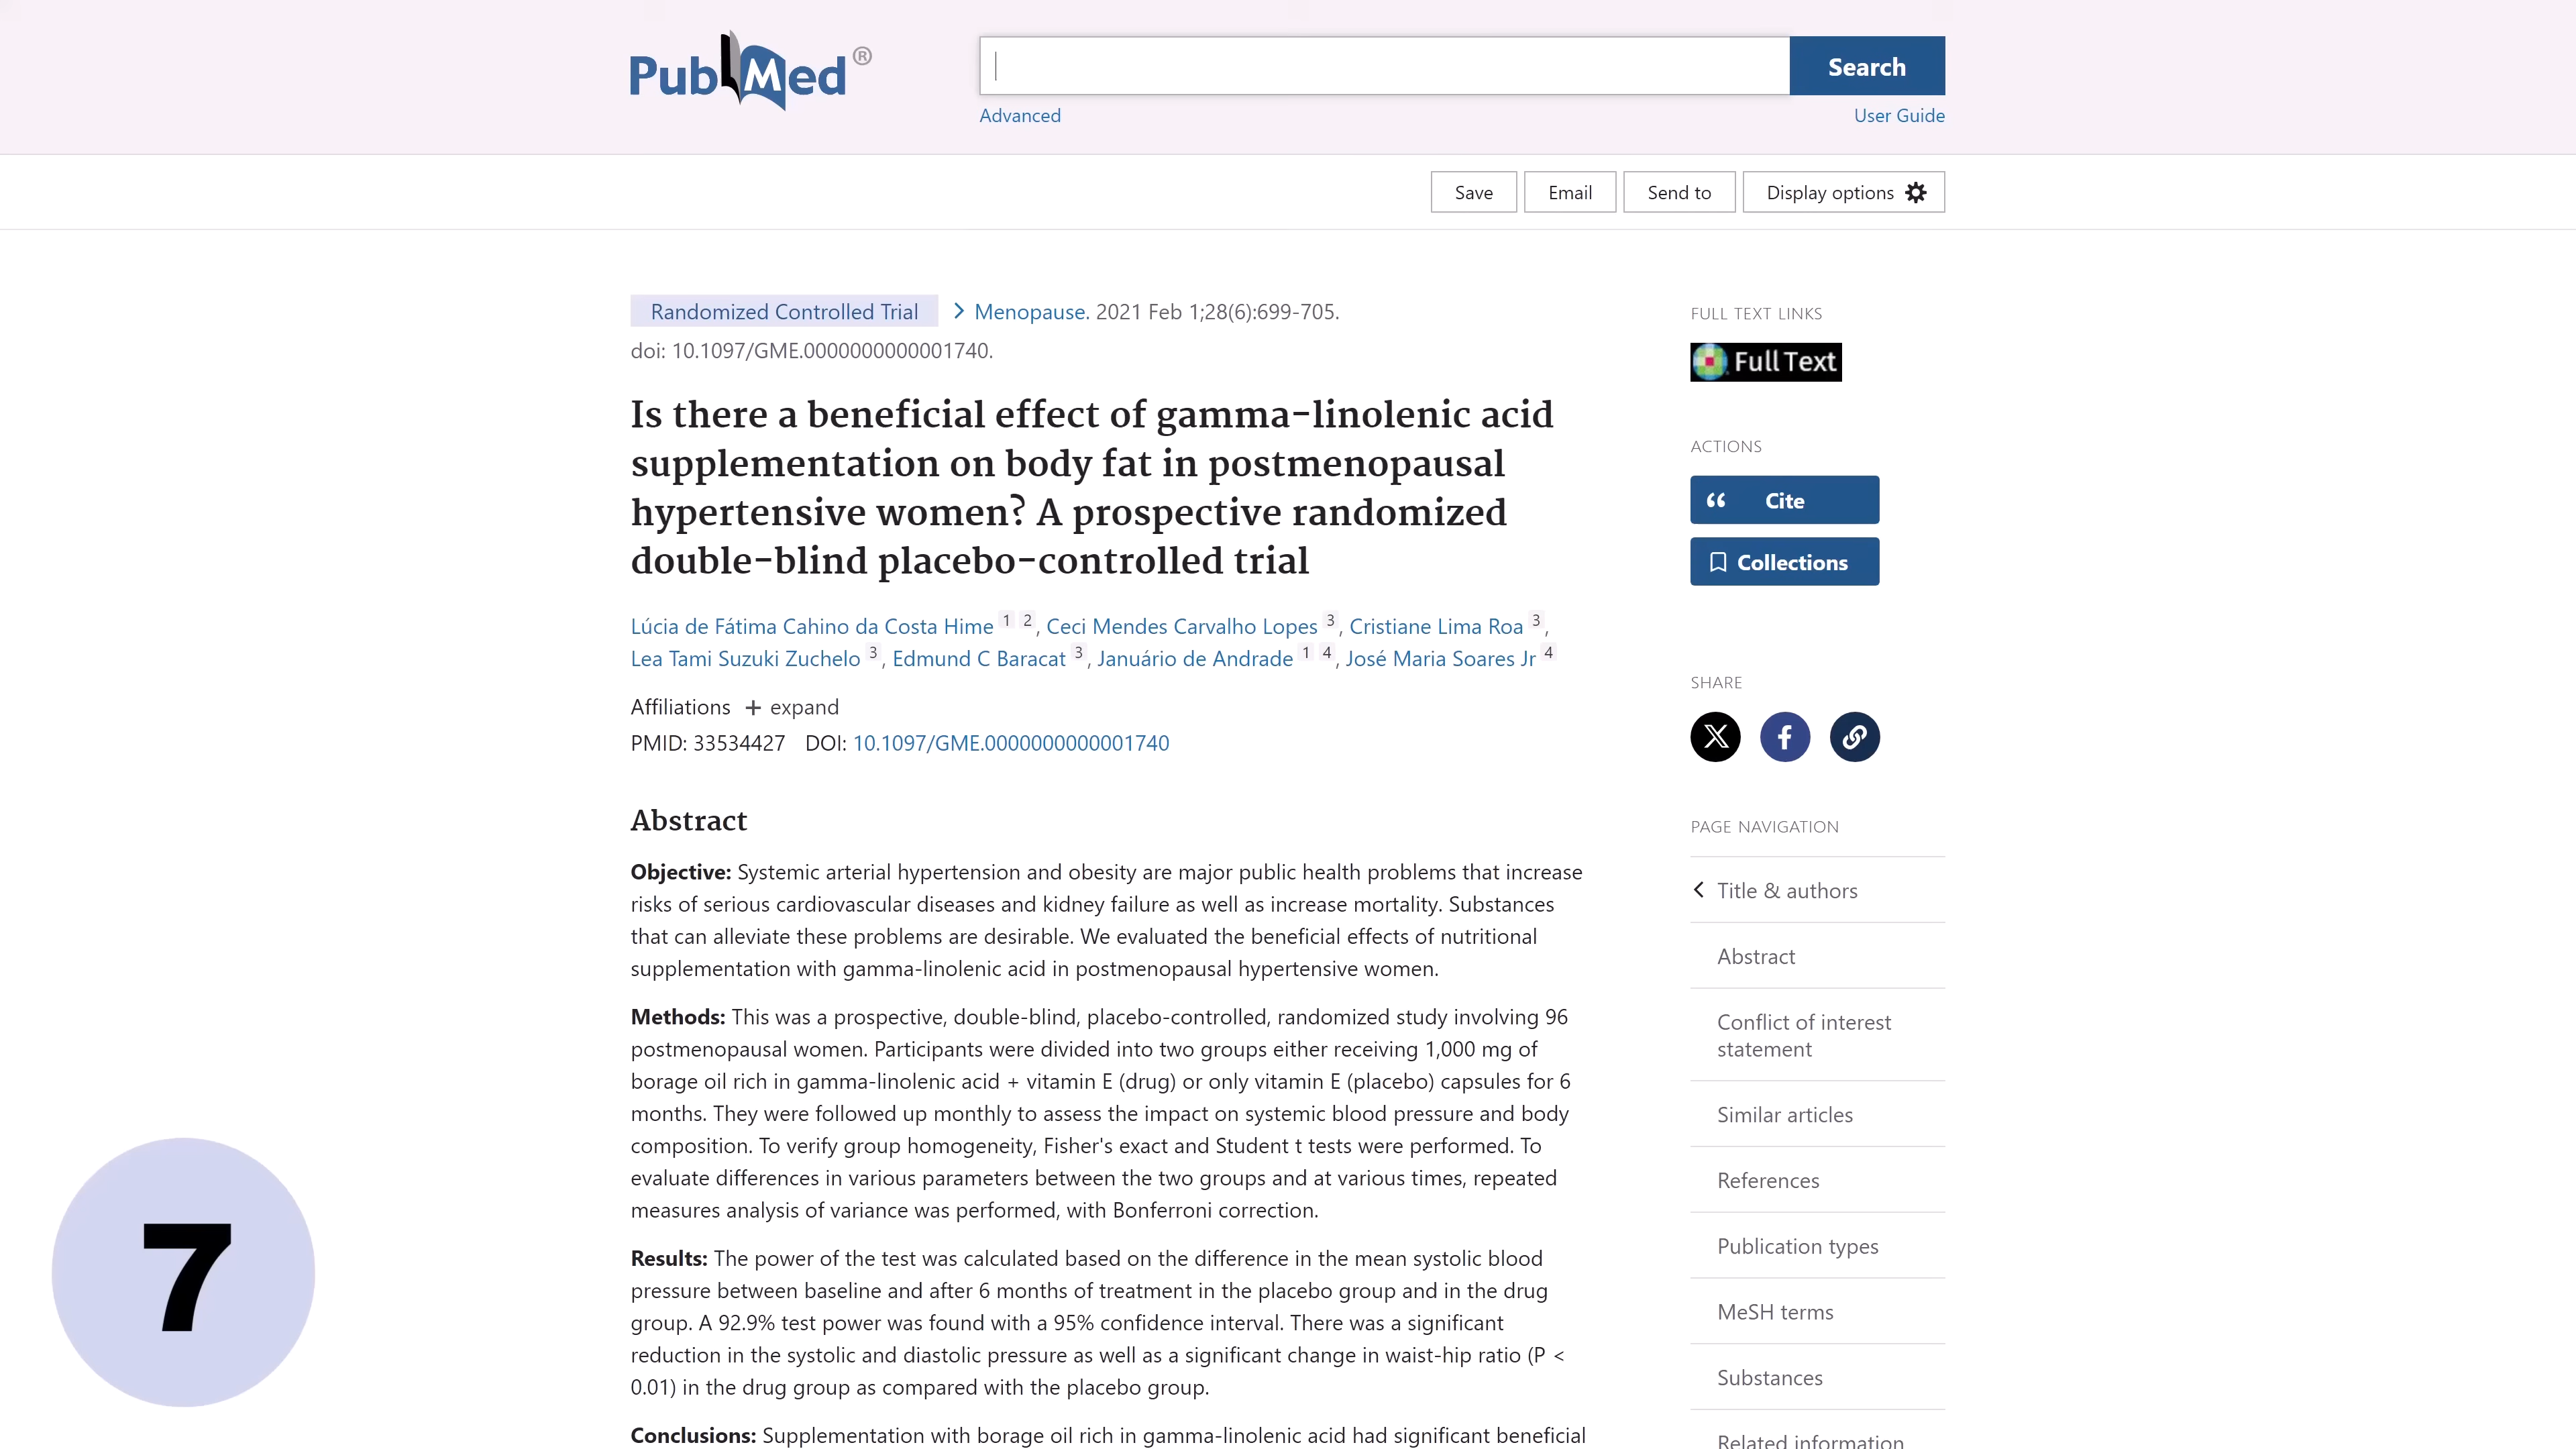 PubMed ®
Search
Advanced
User Guide
Save
Email
Send to
Display options
Randomized Controlled Trial
Menopause. 2021 Feb 1;28(6):699-705.
doi: 10.1097/GME.0000000000001740.
Is there a beneficial effect of gamma-linolenic acid
supplementation on body fat in postmenopausal
hypertensive women? A prospective randomized
double-blind placebo-controlled trial
Lúcia de Fátima Cahino da Costa Hime 1 2, Ceci Mendes Carvalho Lopes 3, Cristiane Lima Roa 3,
Lea Tami Suzuki Zuchelo 3, Edmund C Baracat 3, Januário de Andrade 1 4, José Maria Soares Jr 4
Affiliations + expand
PMID: 33534427 DOI: 10.1097/GME.0000000000001740
Abstract
Objective: Systemic arterial hypertension and obesity are major public health problems that increase
risks of serious cardiovascular diseases and kidney failure as well as increase mortality. Substances
that can alleviate these problems are desirable. We evaluated the beneficial effects of nutritional
supplementation with gamma-linolenic acid in postmenopausal hypertensive women.
Methods: This was a prospective, double-blind, placebo-controlled, randomized study involving 96
postmenopausal women. Participants were divided into two groups either receiving 1,000 mg of
borage oil rich in gamma-linolenic acid + vitamin E (drug) or only vitamin E (placebo) capsules for 6
months. They were followed up monthly to assess the impact on systemic blood pressure and body
composition. To verify group homogeneity, Fisher's exact and Student t tests were performed. To
evaluate differences in various parameters between the two groups and at various times, repeated
measures analysis of variance was performed, with Bonferroni correction.
Results: The power of the test was calculated based on the difference in the mean systolic blood
pressure between baseline and after 6 months of treatment in the placebo group and in the drug
group. A 92.9% test power was found with a 95% confidence interval. There was a significant
reduction in the systolic and diastolic pressure as well as a significant change in waist-hip ratio (P <
0.01) in the drug group as compared with the placebo group.
Conclusions: Supplementation with borage oil rich in gamma-linolenic acid had significant beneficial
FULL TEXT LINKS
Full Text
ACTIONS
Cite
Collections
SHARE
PAGE NAVIGATION
Title & authors
Abstract
Conflict of interest
statement
Similar articles
References
Publication types
MeSH terms
Substances
Related information
7